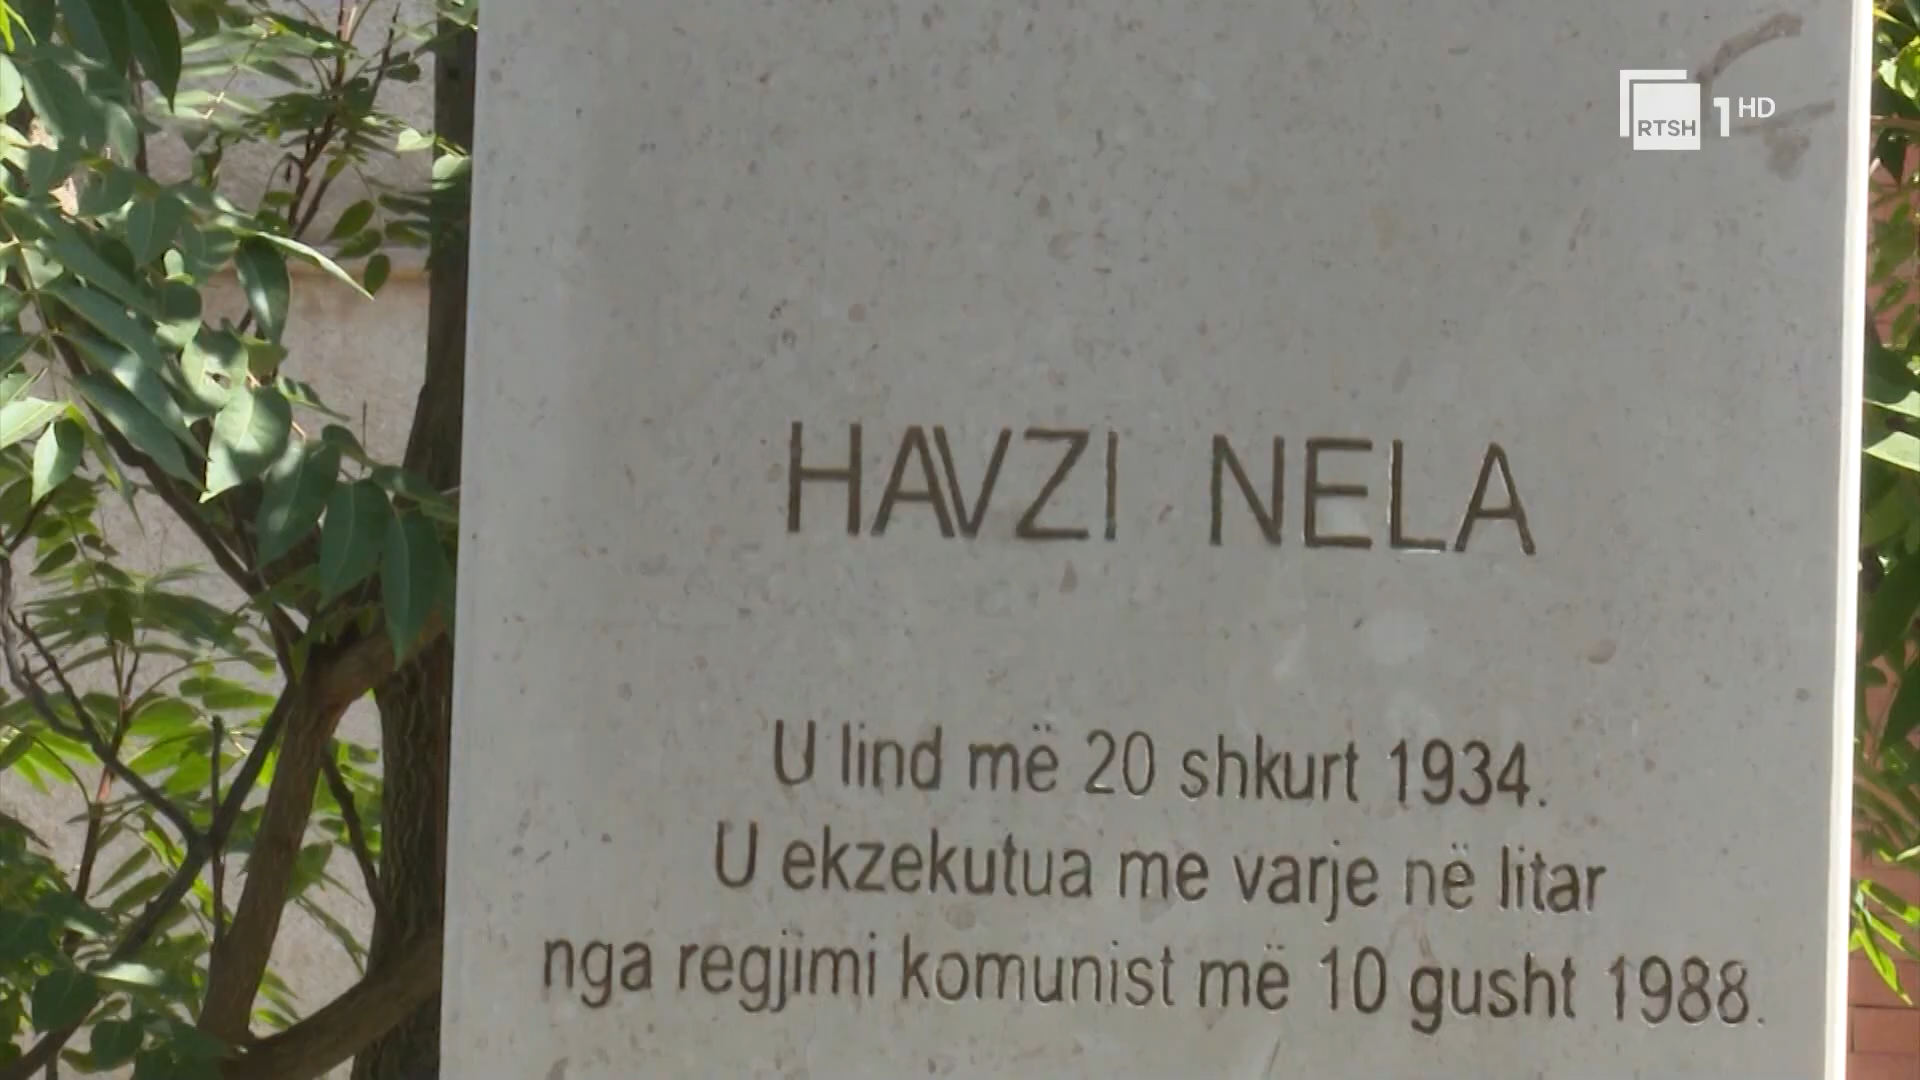 RTSH 1 HD
HAVZI NELA
U lind më 20 shkurt 1934.
U ekzekutua me varje në litar
nga regjimi komunist më 10 gusht 1988.